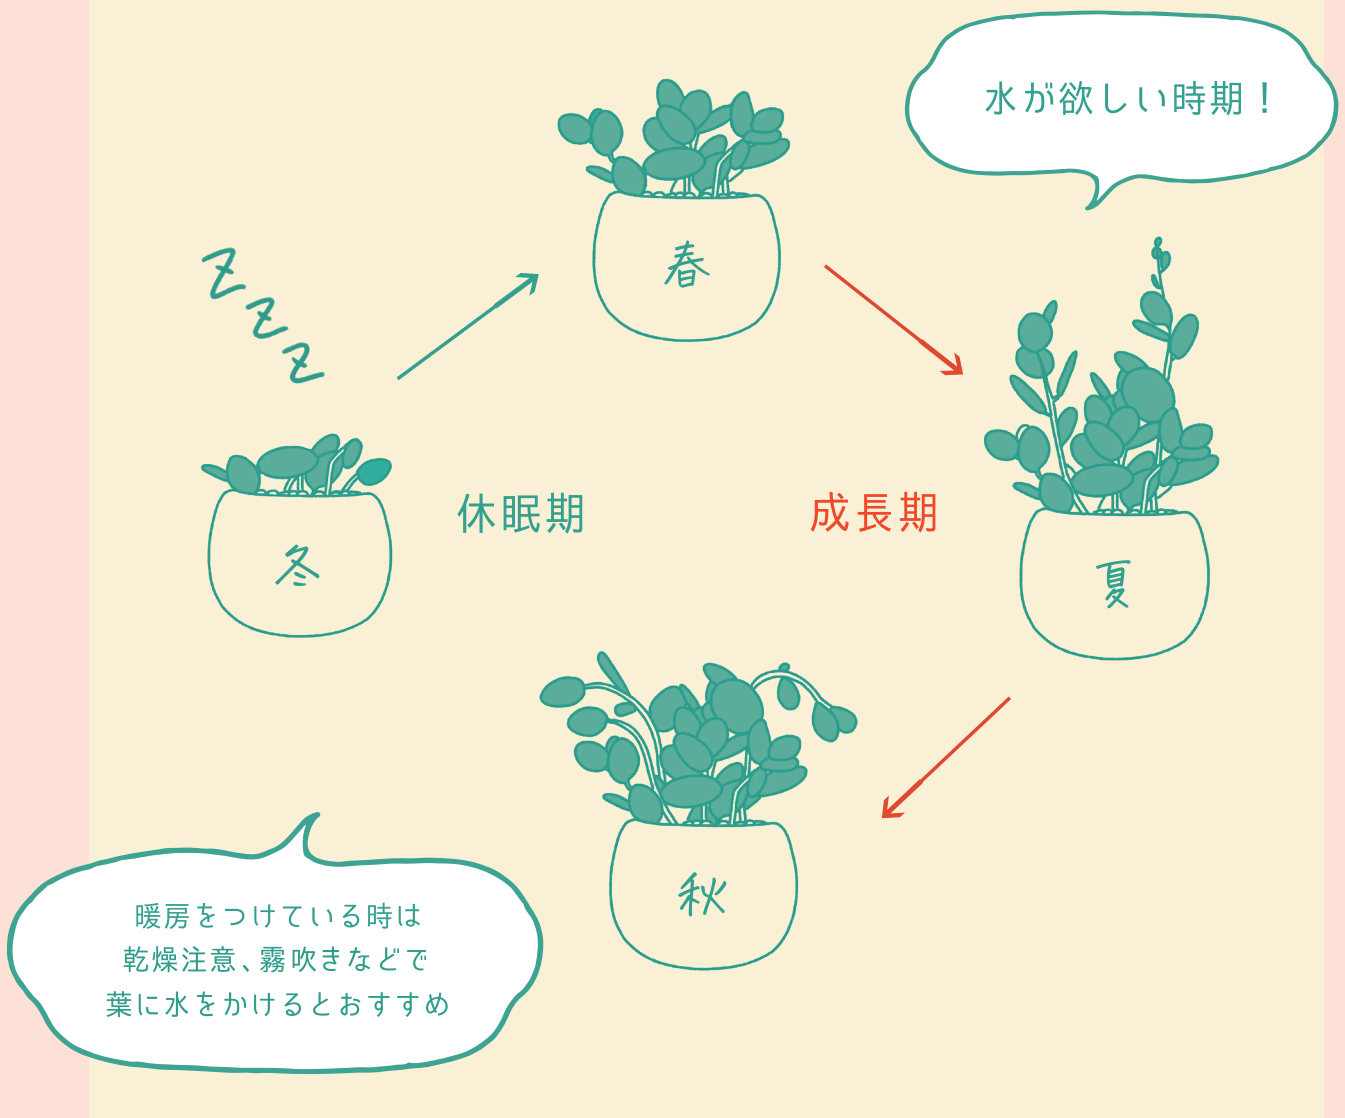 水が欲しい時期！
春
zzz
休眠期
成長期
冬
夏
秋
暖房をつけている時は
乾燥注意、霧吹きなどで
葉に水をかけるとおすすめ